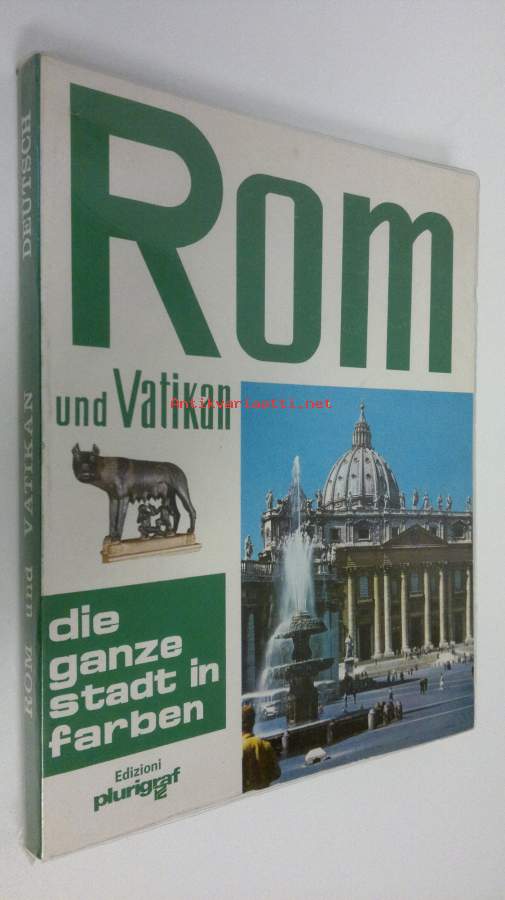 Rom
und Vatikan
Antikvariaatti.net
die
ganze
stadt in
farben
Edizioni
plurigraf
ROM und VATIKAN DEUTSCH